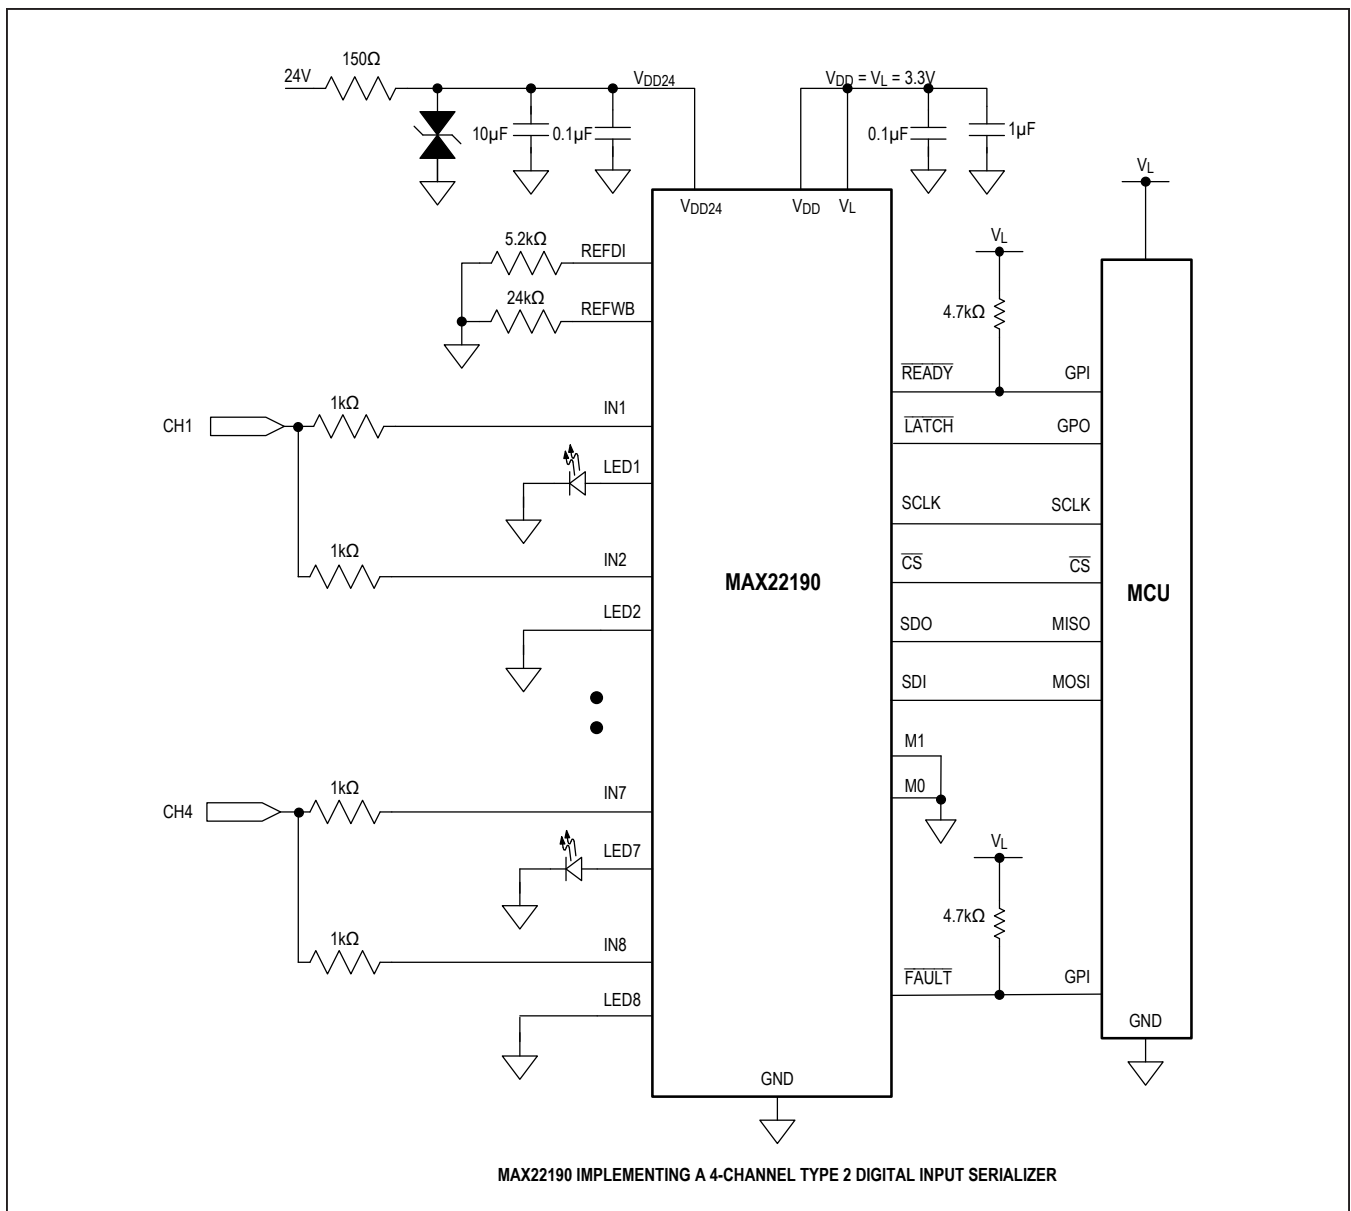 150Ω
24V
VDD24
VDD = VL = 3.3V
10µF
0.1µF
0.1µF
1µF
VL
VDD24
VDD
VL
5.2kΩ
REFDI
24kΩ
REFWB
VL
4.7kΩ
READY
GPI
1kΩ
IN1
CH1
LATCH
GPO
LED1
SCLK
SCLK
1kΩ
IN2
CS
CS
MAX22190
MCU
LED2
SDO
MISO
SDI
MOSI
M1
M0
1kΩ
IN7
CH4
LED7
VL
4.7kΩ
1kΩ
IN8
FAULT
GPI
LED8
GND
GND
MAX22190 IMPLEMENTING A 4-CHANNEL TYPE 2 DIGITAL INPUT SERIALIZER